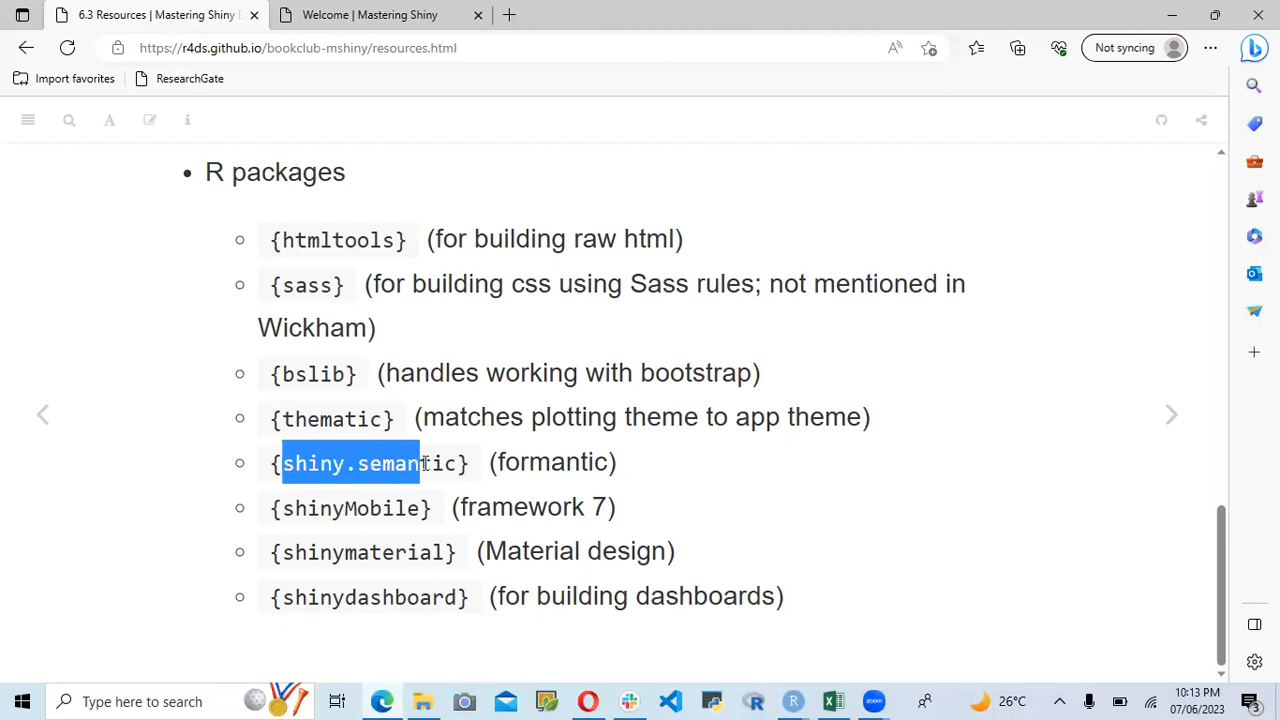 6.3 Resources | Mastering Shiny
Welcome | Mastering Shiny
https://r4ds.github.io/bookclub-mshiny/resources.html
Not syncing
Import favorites
ResearchGate
R packages
{htmltools} (for building raw html)
{sass} (for building css using Sass rules; not mentioned in
Wickham)
{bslib} (handles working with bootstrap)
{thematic} (matches plotting theme to app theme)
{shiny.semantic} (formantic)
{shinyMobile} (framework 7)
{shinymaterial} (Material design)
{shinydashboard} (for building dashboards)
Type here to search
26°C
10:13 PM
07/06/2023